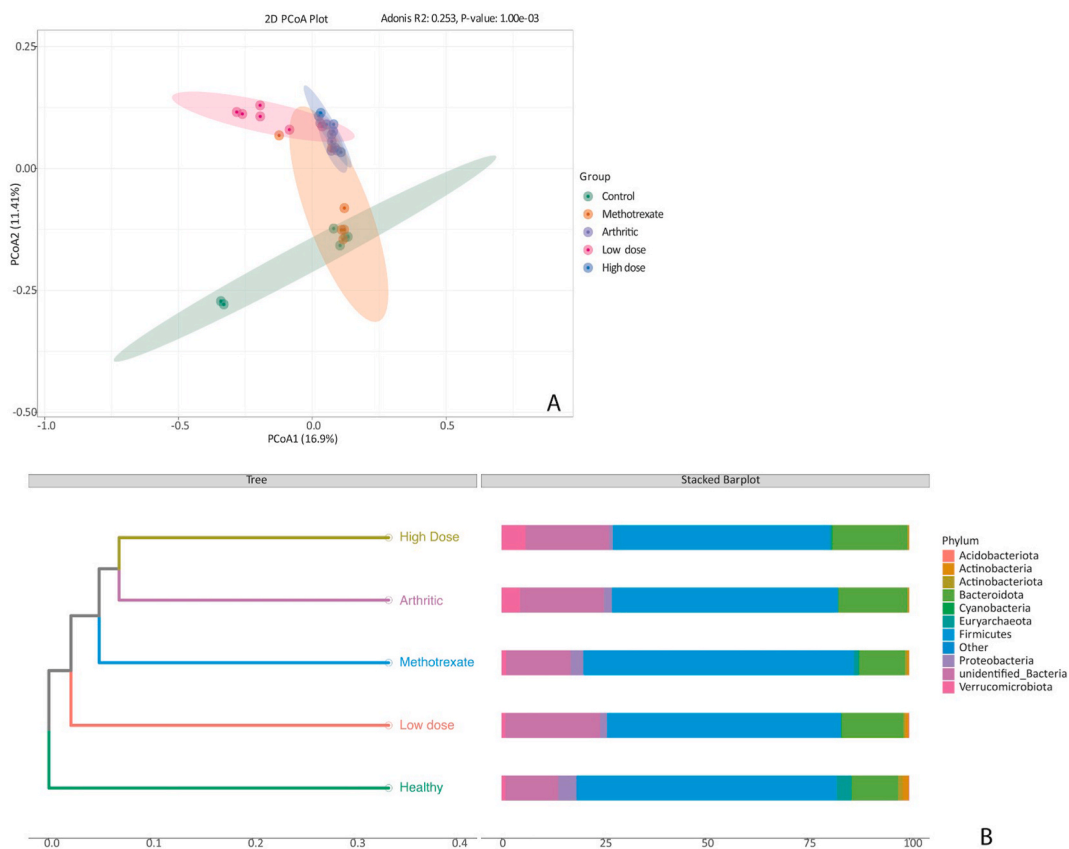 2D PCoA Plot
Adonis R2: 0.253, P-value: 1.00e-03
0.25
0.00
-0.25
-0.50
PCoA2 (11.41%)
-1.0
-0.5
0.0
0.5
PCoA1 (16.9%)
Group
Control
Methotrexate
Arthritic
Low dose
High dose
A
Tree
Stacked Barplot
High Dose
Arthritic
Methotrexate
Low dose
Healthy
0.0
0.1
0.2
0.3
0.4
0
25
50
75
100
Phylum
Acidobacteriota
Actinobacteria
Actinobacteriota
Bacteroidota
Cyanobacteria
Euryarchaeota
Firmicutes
Other
Proteobacteria
unidentified_Bacteria
Verrucomicrobiota
B